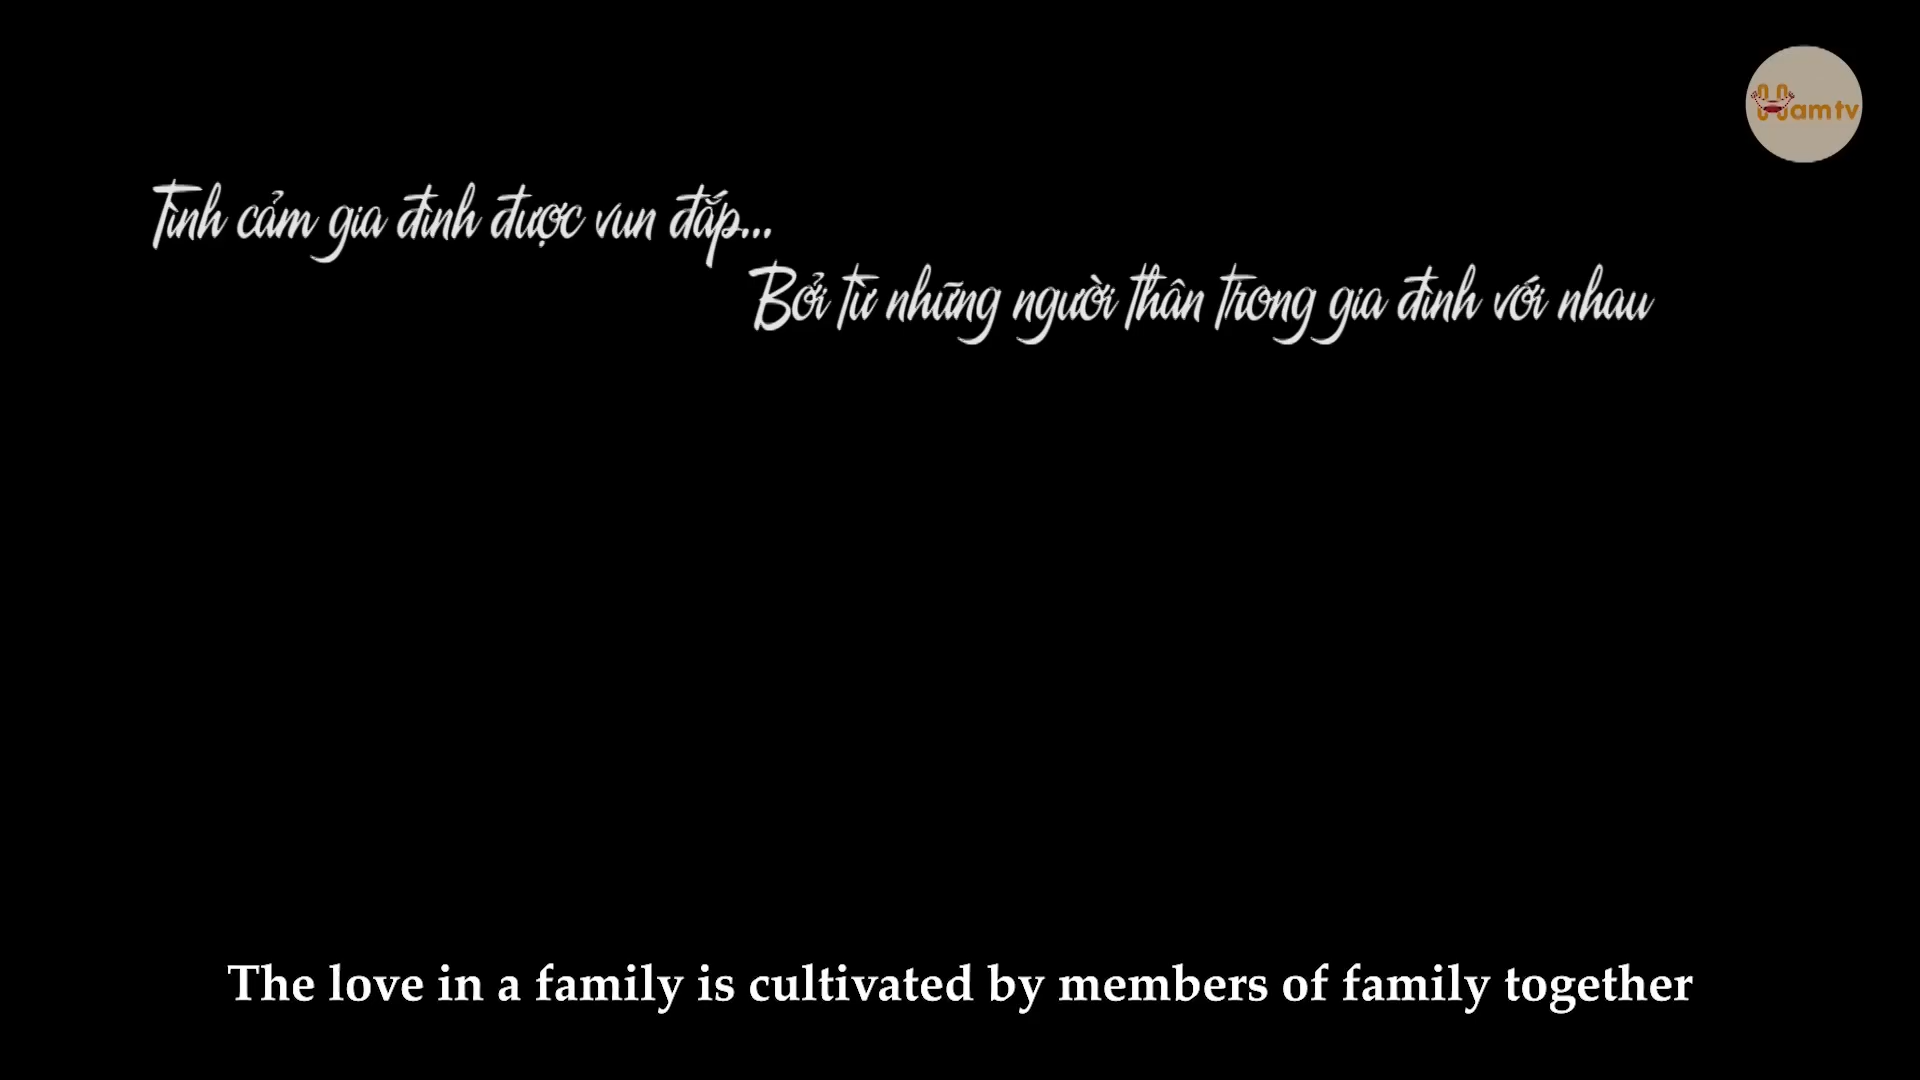 Hamtv
Tình cảm gia đình được vun đắp...
Bởi từ những người thân trong gia đình với nhau
The love in a family is cultivated by members of family together